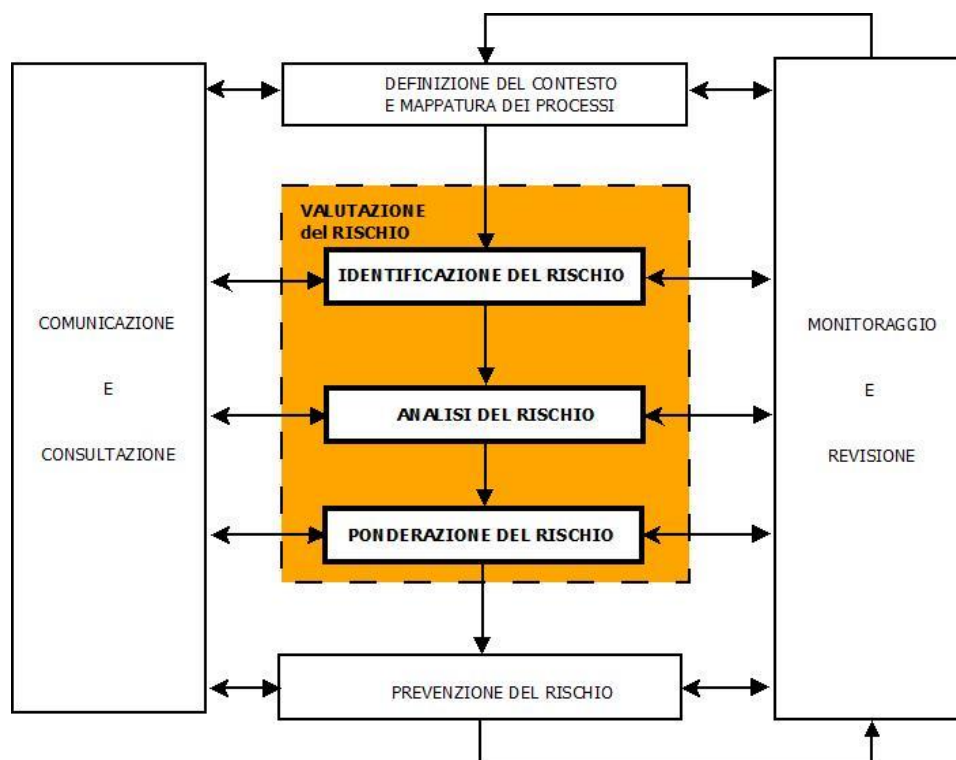 DEFINIZIONE DEL CONTESTO
E MAPPATURA DEI PROCESSI
VALUTAZIONE
del RISCHIO
IDENTIFICAZIONE DEL RISCHIO
COMUNICAZIONE
E
CONSULTAZIONE
ANALISI DEL RISCHIO
PONDERAZIONE DEL RISCHIO
MONITORAGGIO
E
REVISIONE
PREVENZIONE DEL RISCHIO